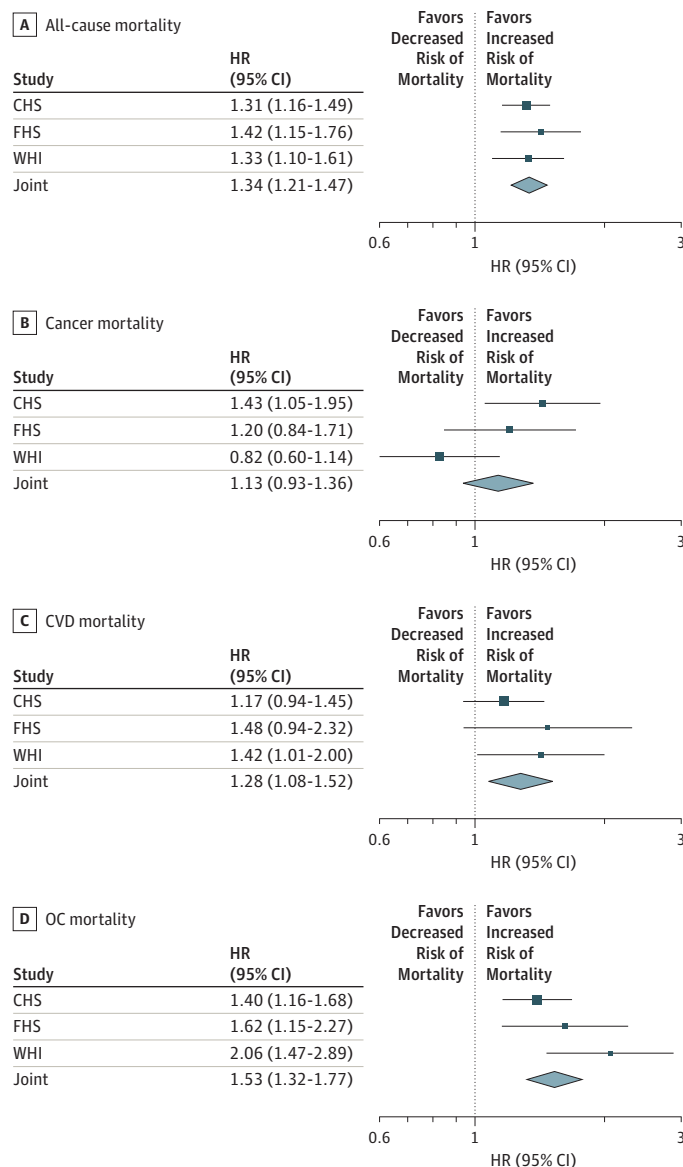 A All-cause mortality
Favors Favors
Decreased Increased
Risk of Risk of
Mortality Mortality
HR
Study (95% CI)
CHS 1.31 (1.16-1.49)
FHS 1.42 (1.15-1.76)
WHI 1.33 (1.10-1.61)
Joint 1.34 (1.21-1.47)
0.6 1 3
HR (95% CI)
B Cancer mortality
Favors Favors
Decreased Increased
Risk of Risk of
Mortality Mortality
HR
Study (95% CI)
CHS 1.43 (1.05-1.95)
FHS 1.20 (0.84-1.71)
WHI 0.82 (0.60-1.14)
Joint 1.13 (0.93-1.36)
0.6 1 3
HR (95% CI)
C CVD mortality
Favors Favors
Decreased Increased
Risk of Risk of
Mortality Mortality
HR
Study (95% CI)
CHS 1.17 (0.94-1.45)
FHS 1.48 (0.94-2.32)
WHI 1.42 (1.01-2.00)
Joint 1.28 (1.08-1.52)
0.6 1 3
HR (95% CI)
D OC mortality
Favors Favors
Decreased Increased
Risk of Risk of
Mortality Mortality
HR
Study (95% CI)
CHS 1.40 (1.16-1.68)
FHS 1.62 (1.15-2.27)
WHI 2.06 (1.47-2.89)
Joint 1.53 (1.32-1.77)
0.6 1 3
HR (95% CI)